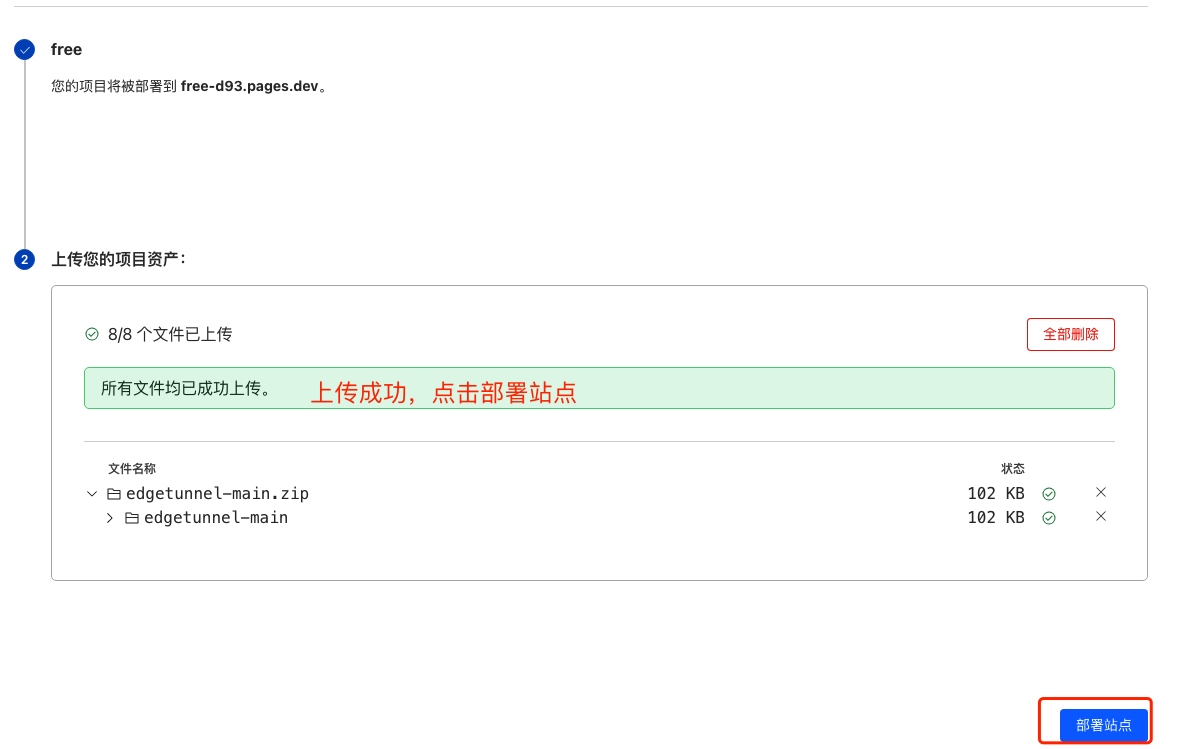 free
您的项目将被部署到 free-d93.pages.dev。
2 上传您的项目资产：
8/8 个文件已上传 全部删除
所有文件均已成功上传。 上传成功，点击部署站点
文件名称 状态
edgetunnel-main.zip 102 KB
edgetunnel-main 102 KB
部署站点